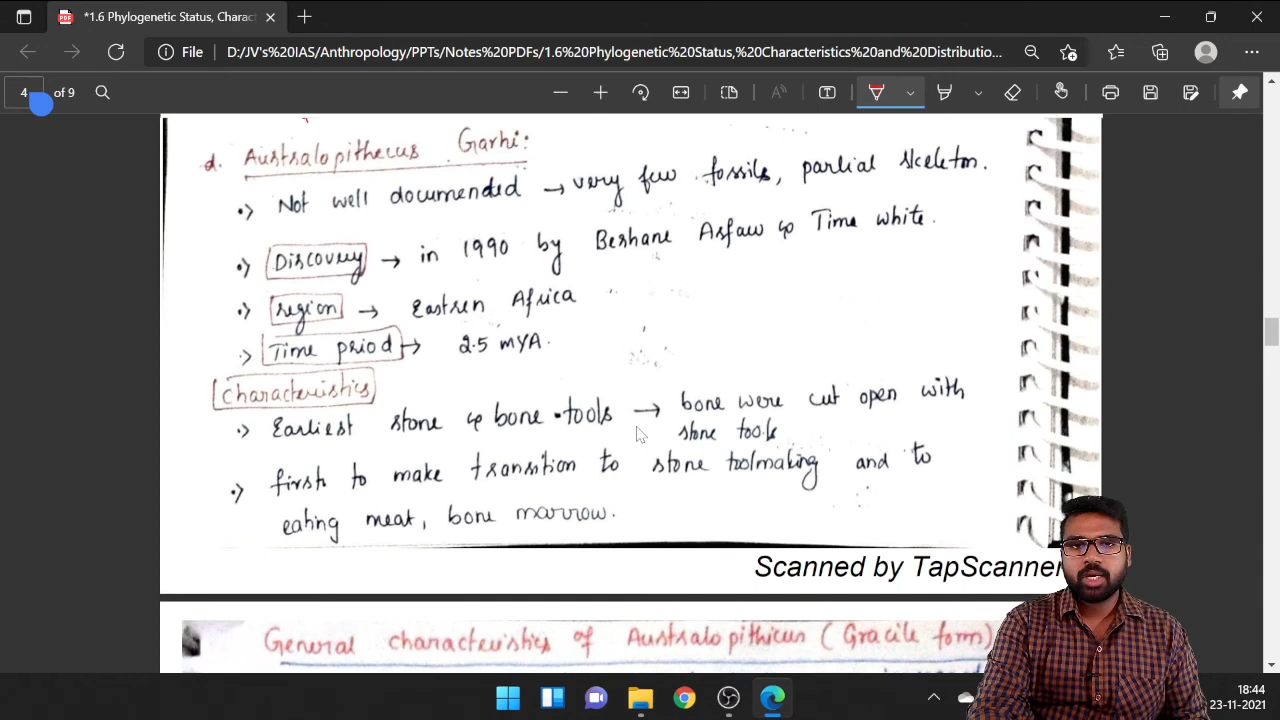 *1.6 Phylogenetic Status, Charact
File D:/JV's%20IAS/Anthropology/PPTs/Notes%20PDFs/1.6%20Phylogenetic%20Status,%20Characteristics%20and%20Distributio...
4 of 9
d. Australopithecus Garhi:
Not well documended → very few fossils, partial skeleton.
Discovery → in 1990 by Beshane Asfaw & Time white.
region → Eastren Africa
Time priod → 2.5 MYA.
Characteristics
Earliest stone & bone tools → bone were cut open with
stone tools
first to make transition to stone toolmaking and to
eating meat, bone marrow.
Scanned by TapScanner
General characteristics of Australopithicus (Gracile form)
18:44
23-11-2021